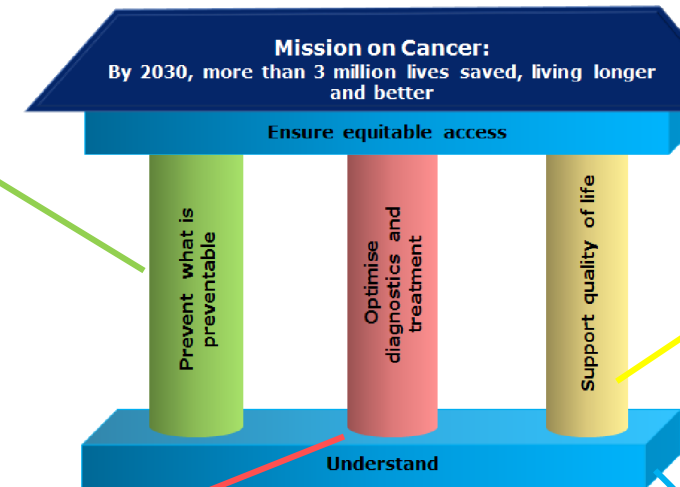 Mission on Cancer:
By 2030, more than 3 million lives saved, living longer
and better
Ensure equitable access
Prevent what is
preventable
Optimise
diagnostics and
treatment
Support quality of life
Understand